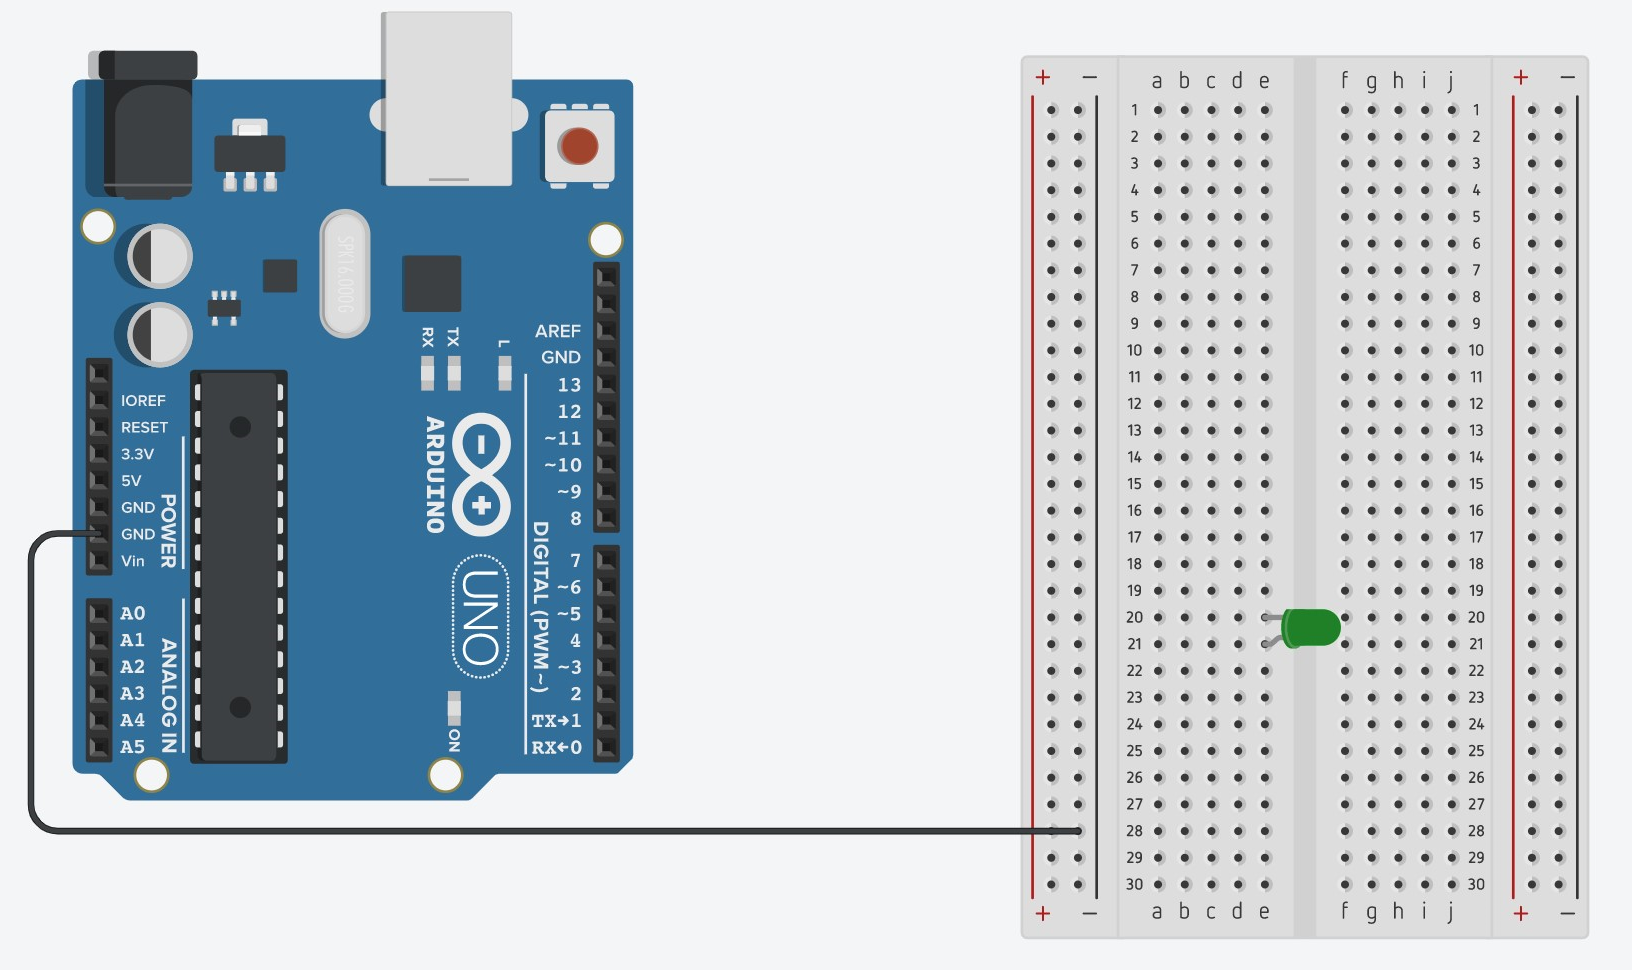 SPK16.000G
RX
TX
L
AREF
GND
13
12
~11
~10
~9
8
7
~6
~5
4
~3
2
TX→1
RX←0
DIGITAL (PWM ~)
IOREF
RESET
3.3V
5V
GND
GND
Vin
POWER
A0
A1
A2
A3
A4
A5
ANALOG IN
ARDUINO
UNO
ON
+ − a b c d e f g h i j + −
1 1
2 2
3 3
4 4
5 5
6 6
7 7
8 8
9 9
10 10
11 11
12 12
13 13
14 14
15 15
16 16
17 17
18 18
19 19
20 20
21 21
22 22
23 23
24 24
25 25
26 26
27 27
28 28
29 29
30 30
+ − a b c d e f g h i j + −